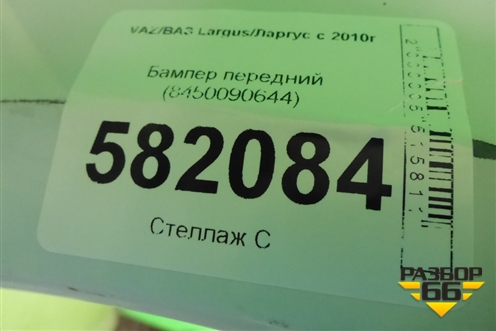 VAZ/ВАЗ Largus/Ларгус с 2010г
Бампер передний
(8450090644)
582084
Стеллаж С
РАЗБОР
66